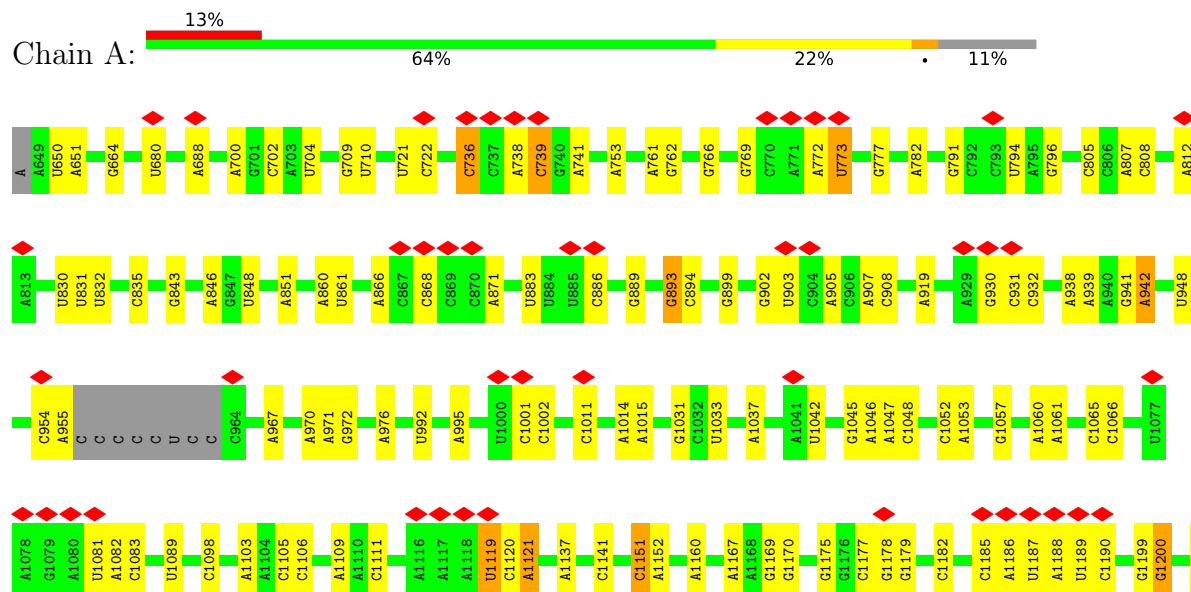 13%
Chain A:
64% 22% • 11%
A A649 U650 A651 G664 U680 A688 A700 G701 C702 A703 U704 G709 U710 U721 C722 C736 C737 A738 C739 G740 A741 A753 A761 G762 G766 G769 C770 A771 A772 U773 G777 A782 G791 C792 C793 U794 A795 G796 C805 C806 A807 C808 A812
A813 U830 U831 U832 C835 G843 A846 G847 U848 A851 A860 U861 A866 C867 C868 C869 C870 A871 U883 U884 U885 C886 G889 G893 C894 G899 G902 U903 C904 A905 C906 A907 C908 A919 A929 G930 C931 C932 A938 A939 A940 G941 A942 U948
C954 A955 C C C C C U C C C964 A967 A970 A971 G972 A976 U992 A995 U1000 C1001 C1002 C1011 A1014 A1015 G1031 C1032 U1033 A1037 A1041 U1042 G1045 A1046 A1047 C1048 C1052 A1053 G1057 A1060 A1061 C1065 C1066 U1077
A1078 G1079 A1080 U1081 A1082 C1083 U1089 C1098 A1103 A1104 C1105 C1106 A1109 A1110 C1111 A1116 A1117 A1118 U1119 C1120 A1121 A1137 C1141 C1151 A1152 A1160 A1167 A1168 G1169 G1170 G1175 G1176 C1177 G1178 G1179 C1182 C1185 A1186 U1187 A1188 U1189 C1190 G1199 G1200